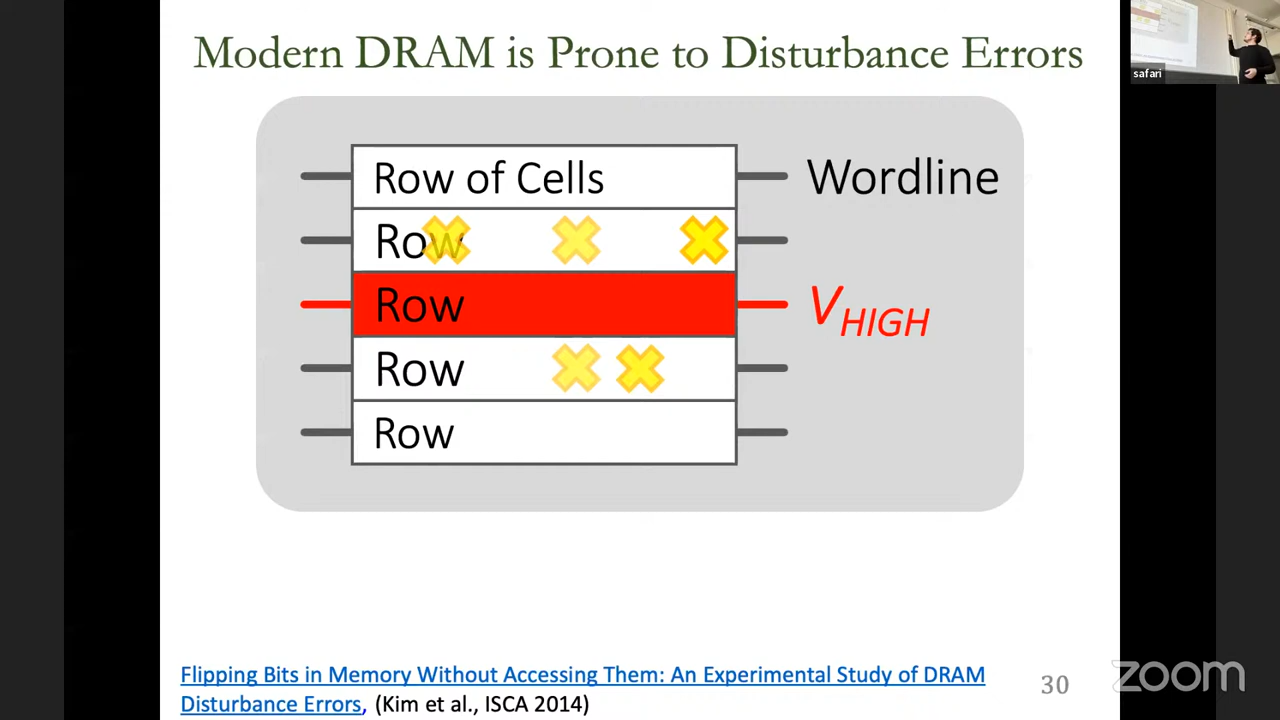 Modern DRAM is Prone to Disturbance Errors
safari
Row of Cells
Wordline
Row
Row
V HIGH
Row
Row
Flipping Bits in Memory Without Accessing Them: An Experimental Study of DRAM
Disturbance Errors, (Kim et al., ISCA 2014)
30
zoom